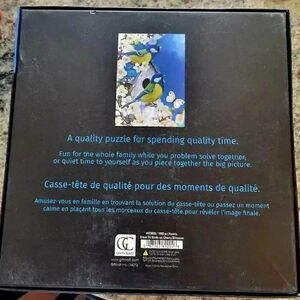 A quality puzzle for spending quality time.
Fun for the whole family while you problem solve together,
or quiet time to yourself as you piece together the big picture.
Casse-tête de qualité pour des moments de qualité.
Amusez-vous en famille en trouvant la solution du casse-tête ou passez un moment
calme en plaçant tous les morceaux du casse-tête pour révéler l'image finale.
GC